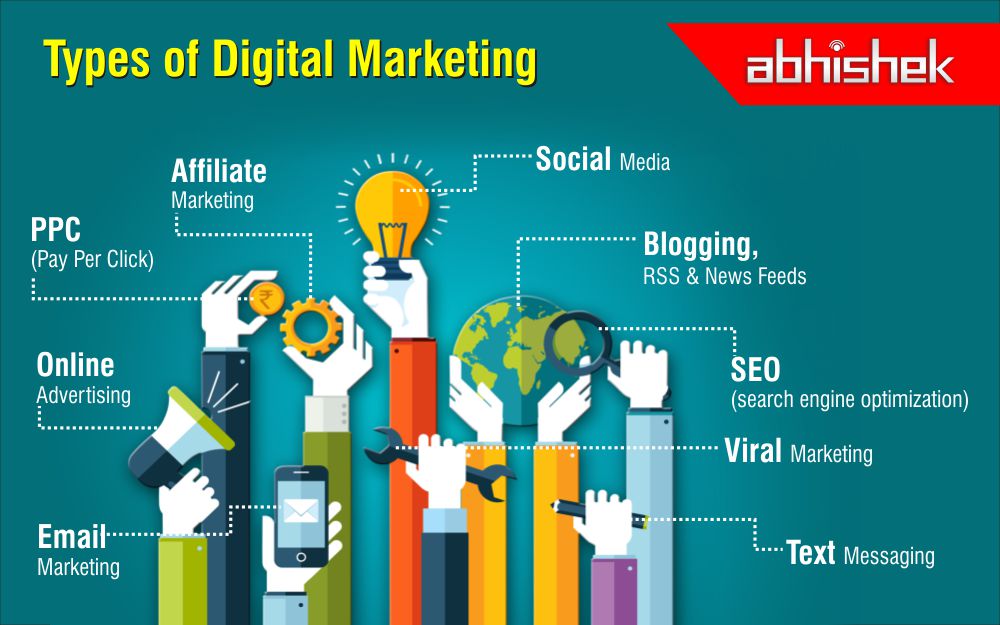 Types of Digital Marketing
abhishek
Affiliate
Marketing
Social Media
PPC
(Pay Per Click)
Blogging,
RSS & News Feeds
₹
Online
Advertising
SEO
(search engine optimization)
Viral Marketing
Email
Marketing
Text Messaging